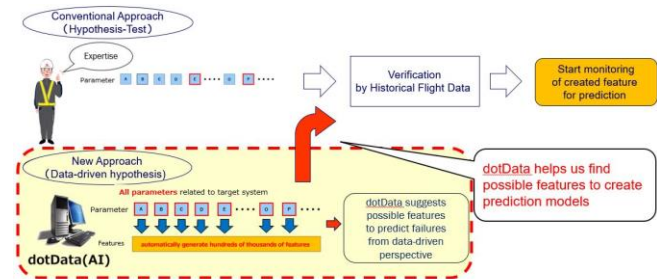 Conventional Approach
(Hypothesis-Test)
Expertise
Parameter A B C D E •••• O P ••••
Verification
by Historical Flight Data
Start monitoring
of created feature
for prediction
New Approach
(Data-driven hypothesis)
All parameters related to target system
Parameter A B C D E •••• O P ••••
Features automatically generate hundreds of thousands of features
dotData(AI)
dotData suggests
possible features
to predict failures
from data-driven
perspective
dotData helps us find
possible features to create
prediction models